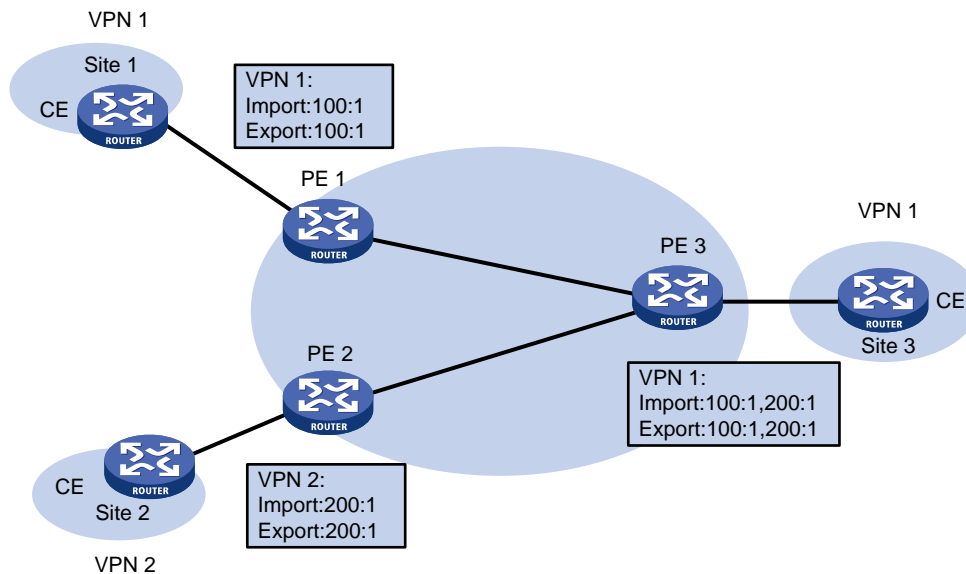 VPN 1
Site 1
CE
ROUTER
VPN 1:
Import:100:1
Export:100:1
PE 1
ROUTER
PE 3
ROUTER
VPN 1
ROUTER
CE
Site 3
VPN 1:
Import:100:1,200:1
Export:100:1,200:1
PE 2
ROUTER
CE
ROUTER
Site 2
VPN 2
VPN 2:
Import:200:1
Export:200:1